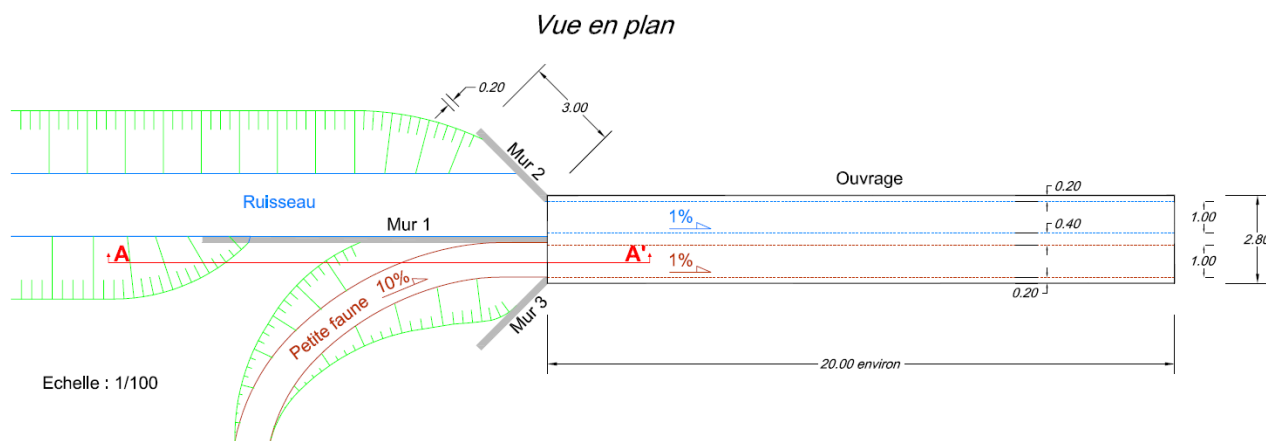 Vue en plan
0.20
3.00
Mur 2
Ouvrage
Ruisseau
Mur 1
1%
0.20
0.40
1.00
2.80
A
A'
1%
1.00
Petite faune
10%
0.20
Mur 3
20.00 environ
Echelle : 1/100